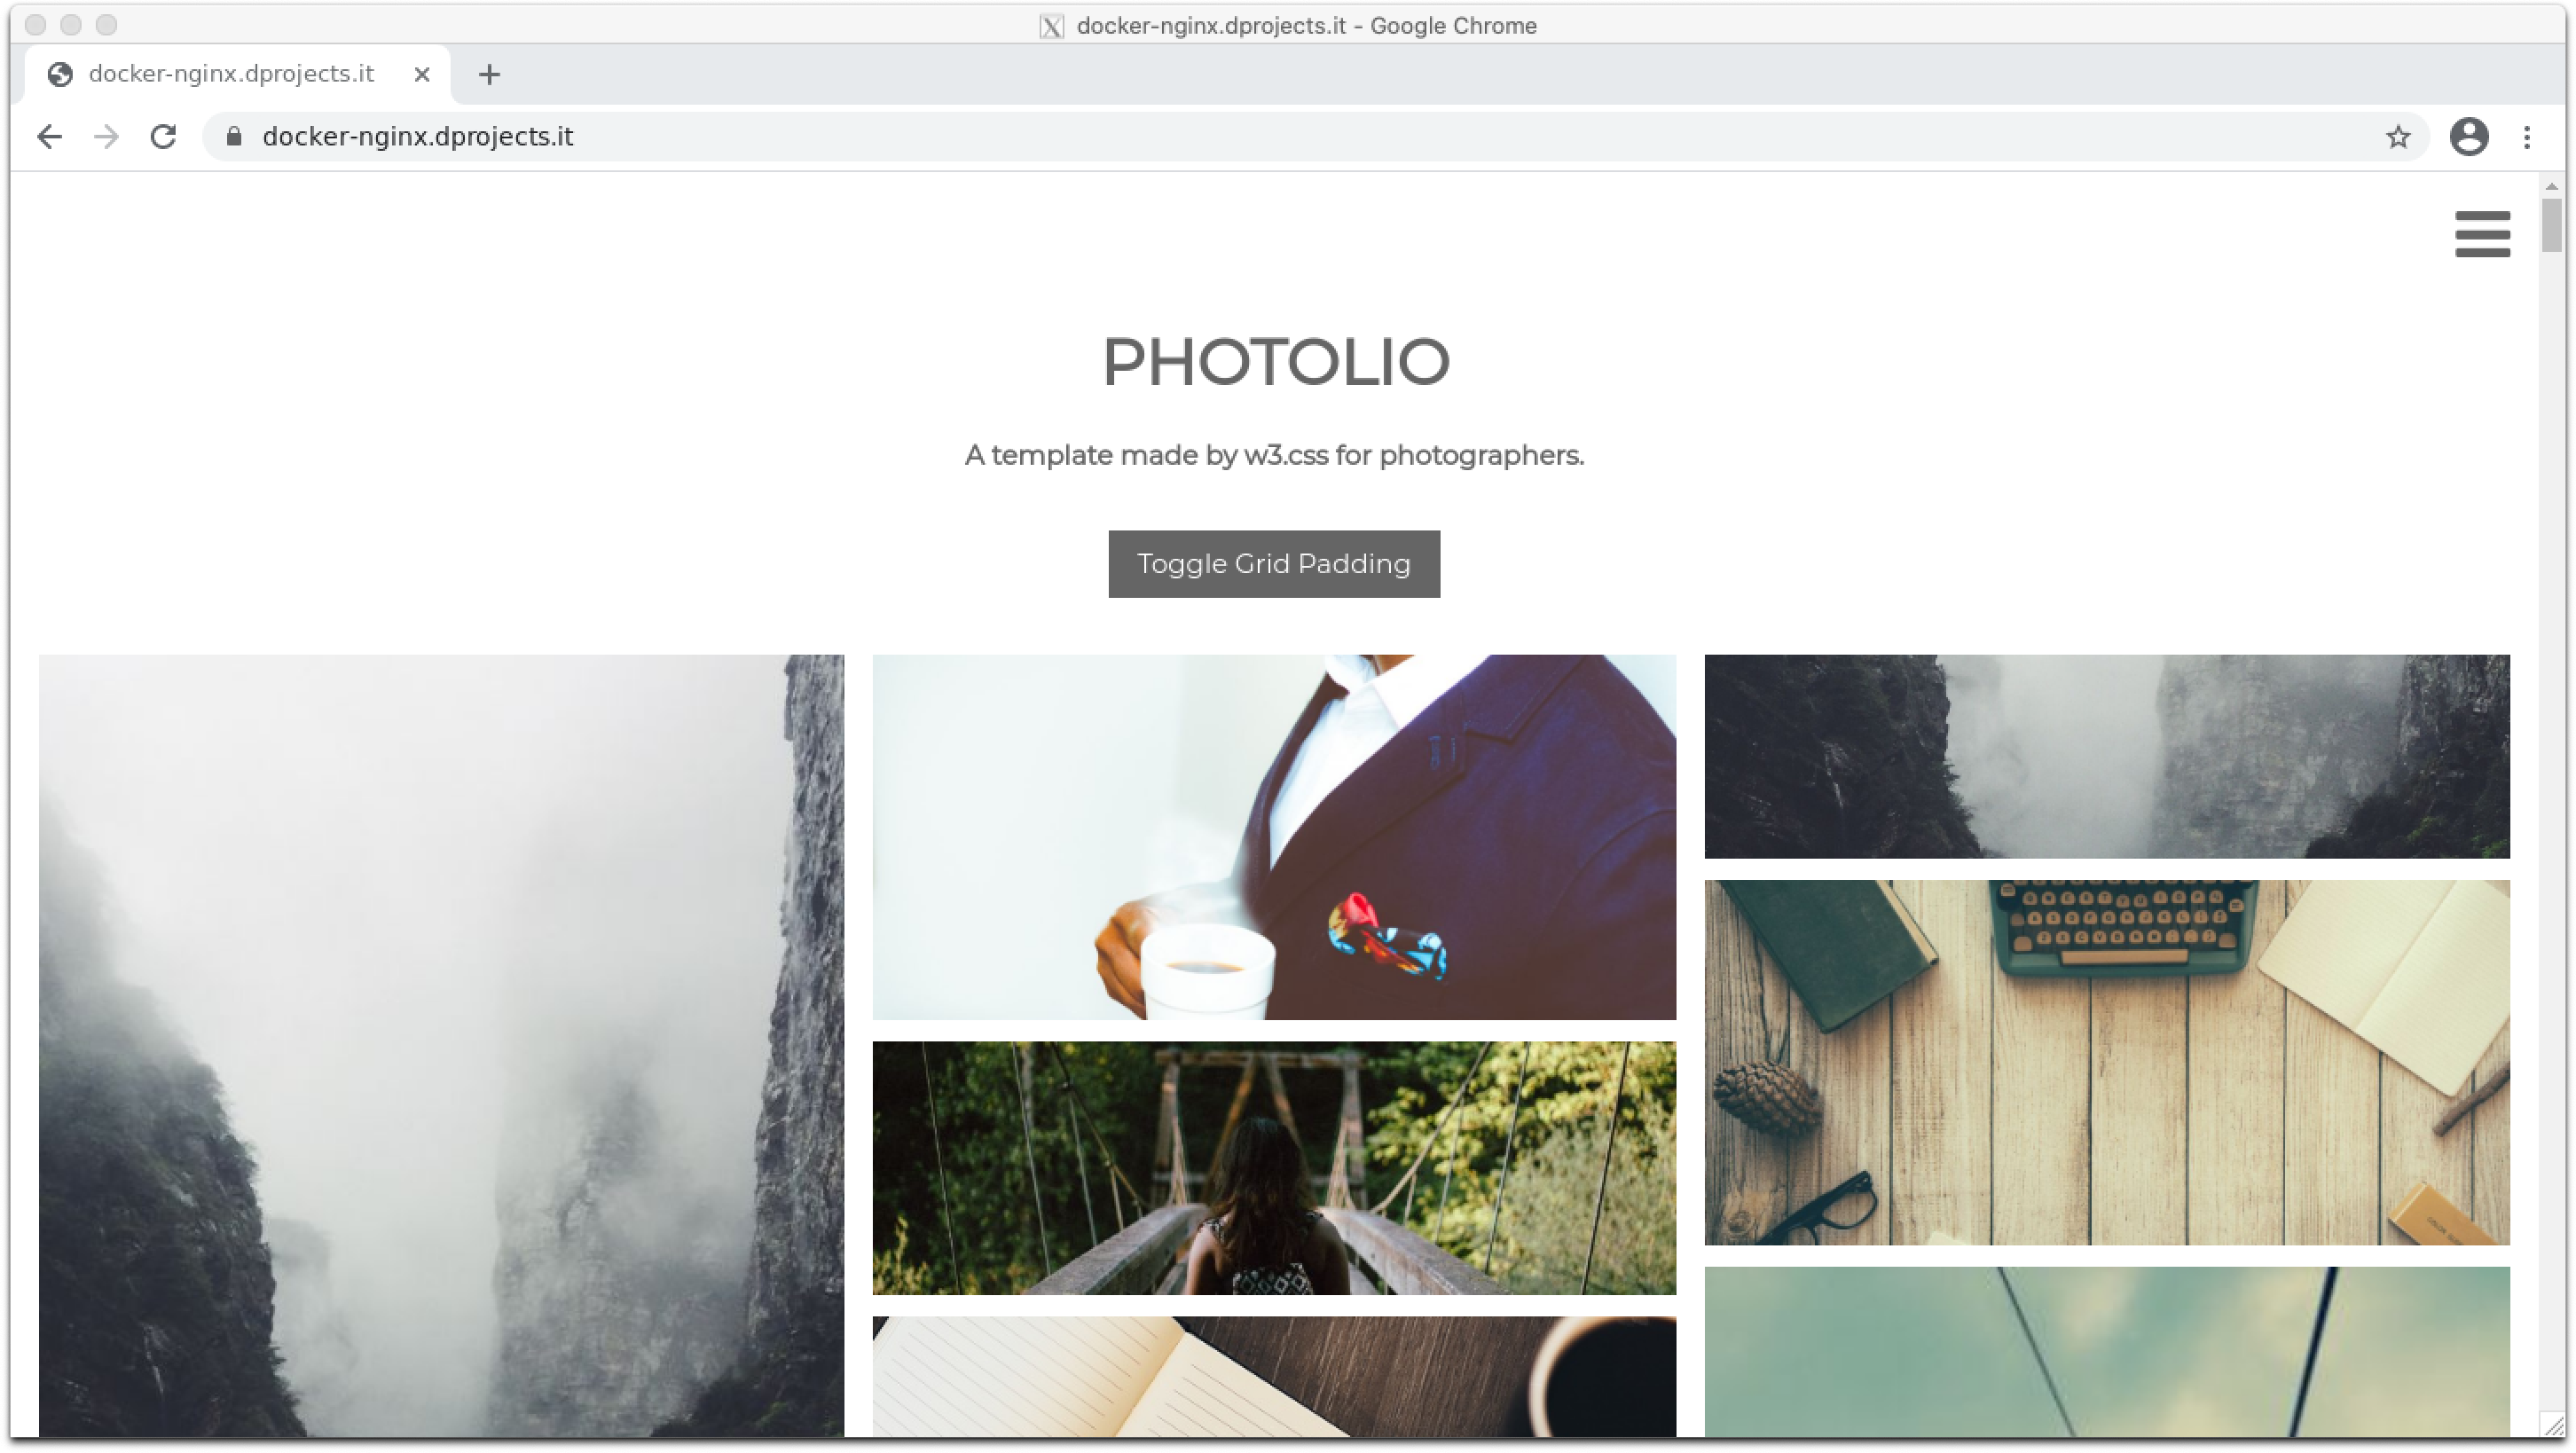 docker-nginx.dprojects.it - Google Chrome
docker-nginx.dprojects.it
docker-nginx.dprojects.it
PHOTOLIO
A template made by w3.css for photographers.
Toggle Grid Padding